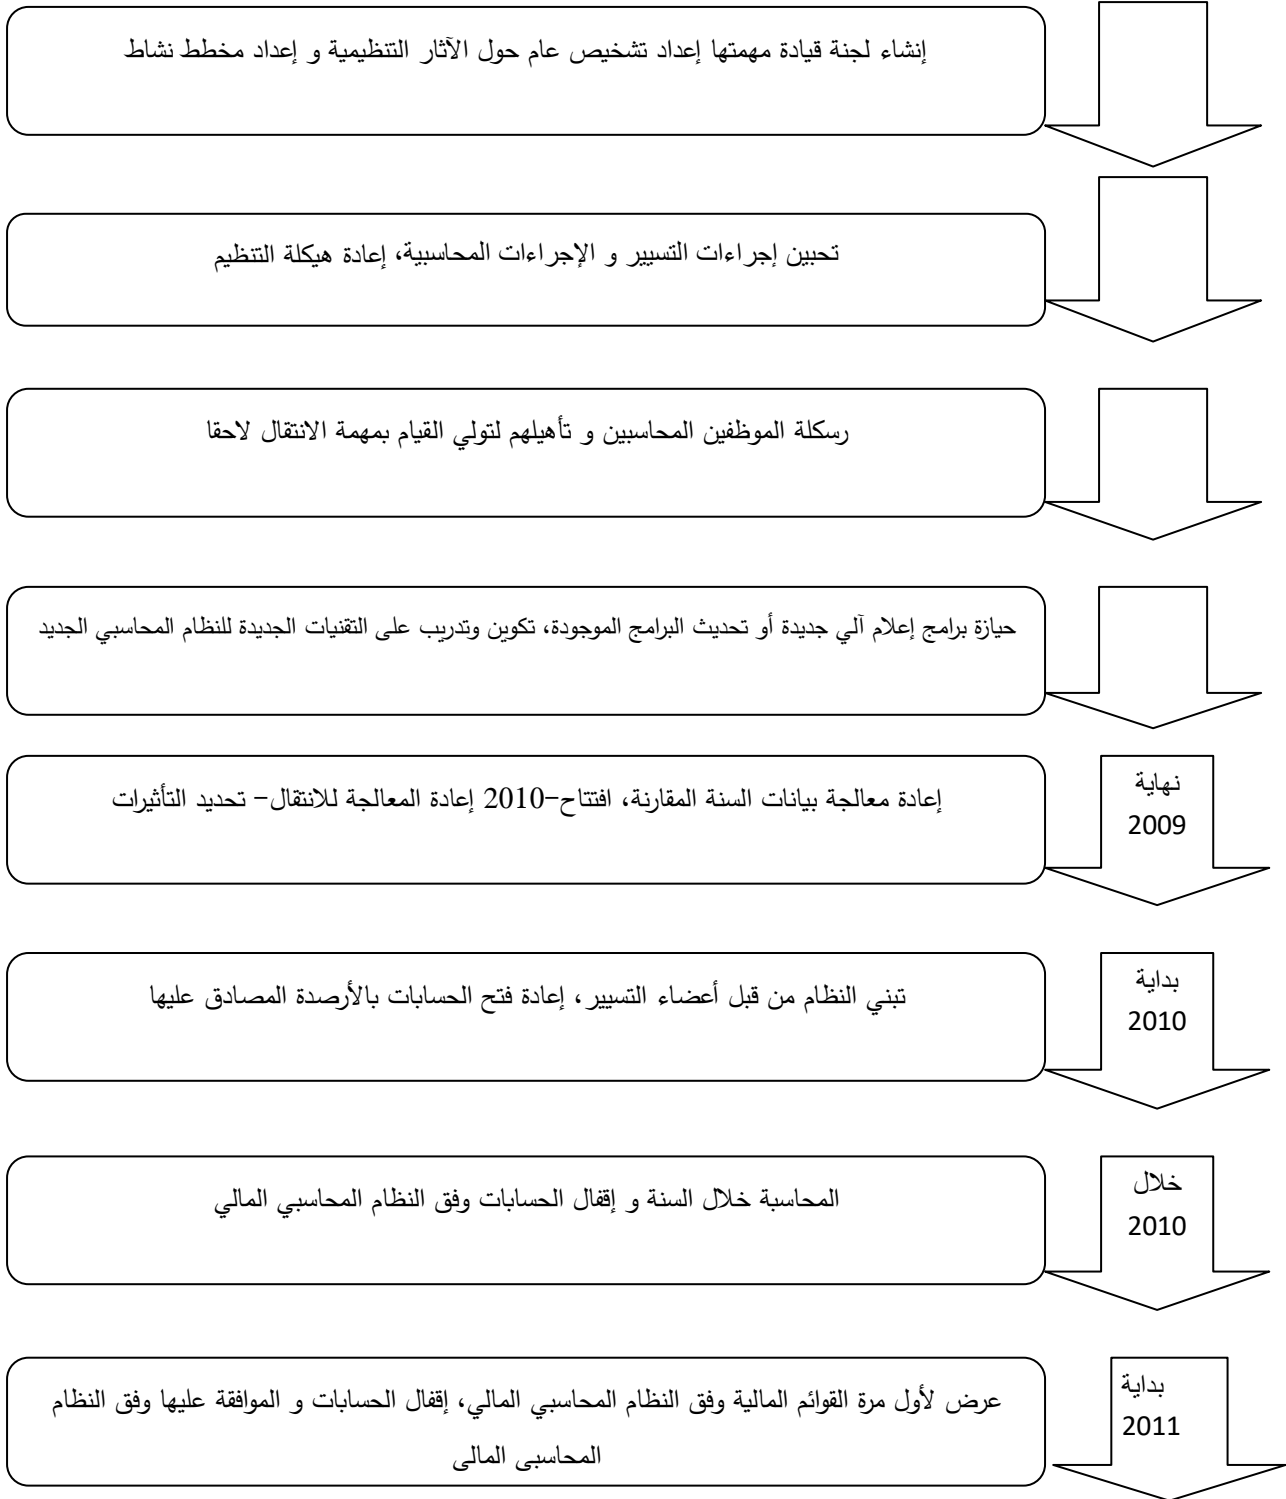 إنشاء لجنة قيادة مهمتها إعداد تشخيص عام حول الآثار التنظيمية و إعداد مخطط نشاط
تحبين إجراءات التسيير و الإجراءات المحاسبية، إعادة هيكلة التنظيم
رسكلة الموظفين المحاسبين و تأهيلهم لتولي القيام بمهمة الانتقال لاحقا
حيازة برامج إعلام آلي جديدة أو تحديث البرامج الموجودة، تكوين وتدريب على التقنيات الجديدة للنظام المحاسبي الجديد
نهاية
2009
إعادة معالجة بيانات السنة المقارنة، افتتاح-2010 إعادة المعالجة للانتقال- تحديد التأثيرات
بداية
2010
تبني النظام من قبل أعضاء التسيير، إعادة فتح الحسابات بالأرصدة المصادق عليها
خلال
2010
المحاسبة خلال السنة و إقفال الحسابات وفق النظام المحاسبي المالي
بداية
2011
عرض لأول مرة القوائم المالية وفق النظام المحاسبي المالي، إقفال الحسابات و الموافقة عليها وفق النظام
المحاسبي المالي